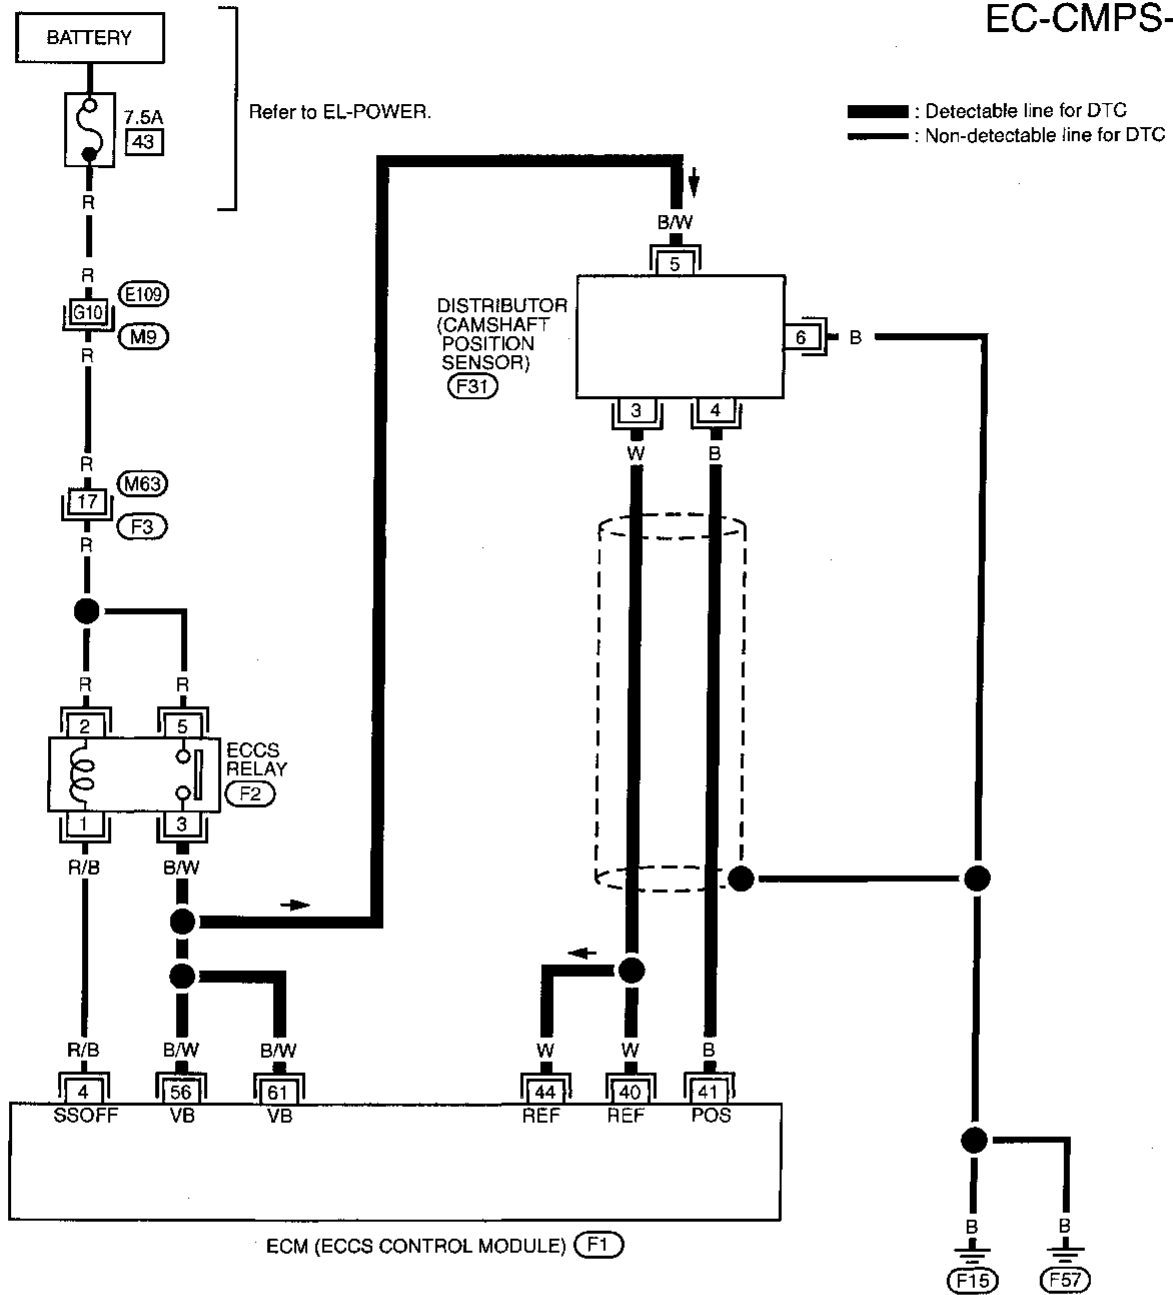 EC-CMPS-
BATTERY
7.5A
43
Refer to EL-POWER.
: Detectable line for DTC
: Non-detectable line for DTC
R
R
G10
E109
M9
R
R
17
M63
F3
R
R
R
2
5
ECCS
RELAY
F2
1
3
R/B
B/W
B/W
5
DISTRIBUTOR
(CAMSHAFT
POSITION
SENSOR)
F31
6
B
3
4
W
B
R/B
B/W
B/W
W
W
B
4
56
61
44
40
41
SSOFF
VB
VB
REF
REF
POS
ECM (ECCS CONTROL MODULE)
F1
B
B
F15
F57